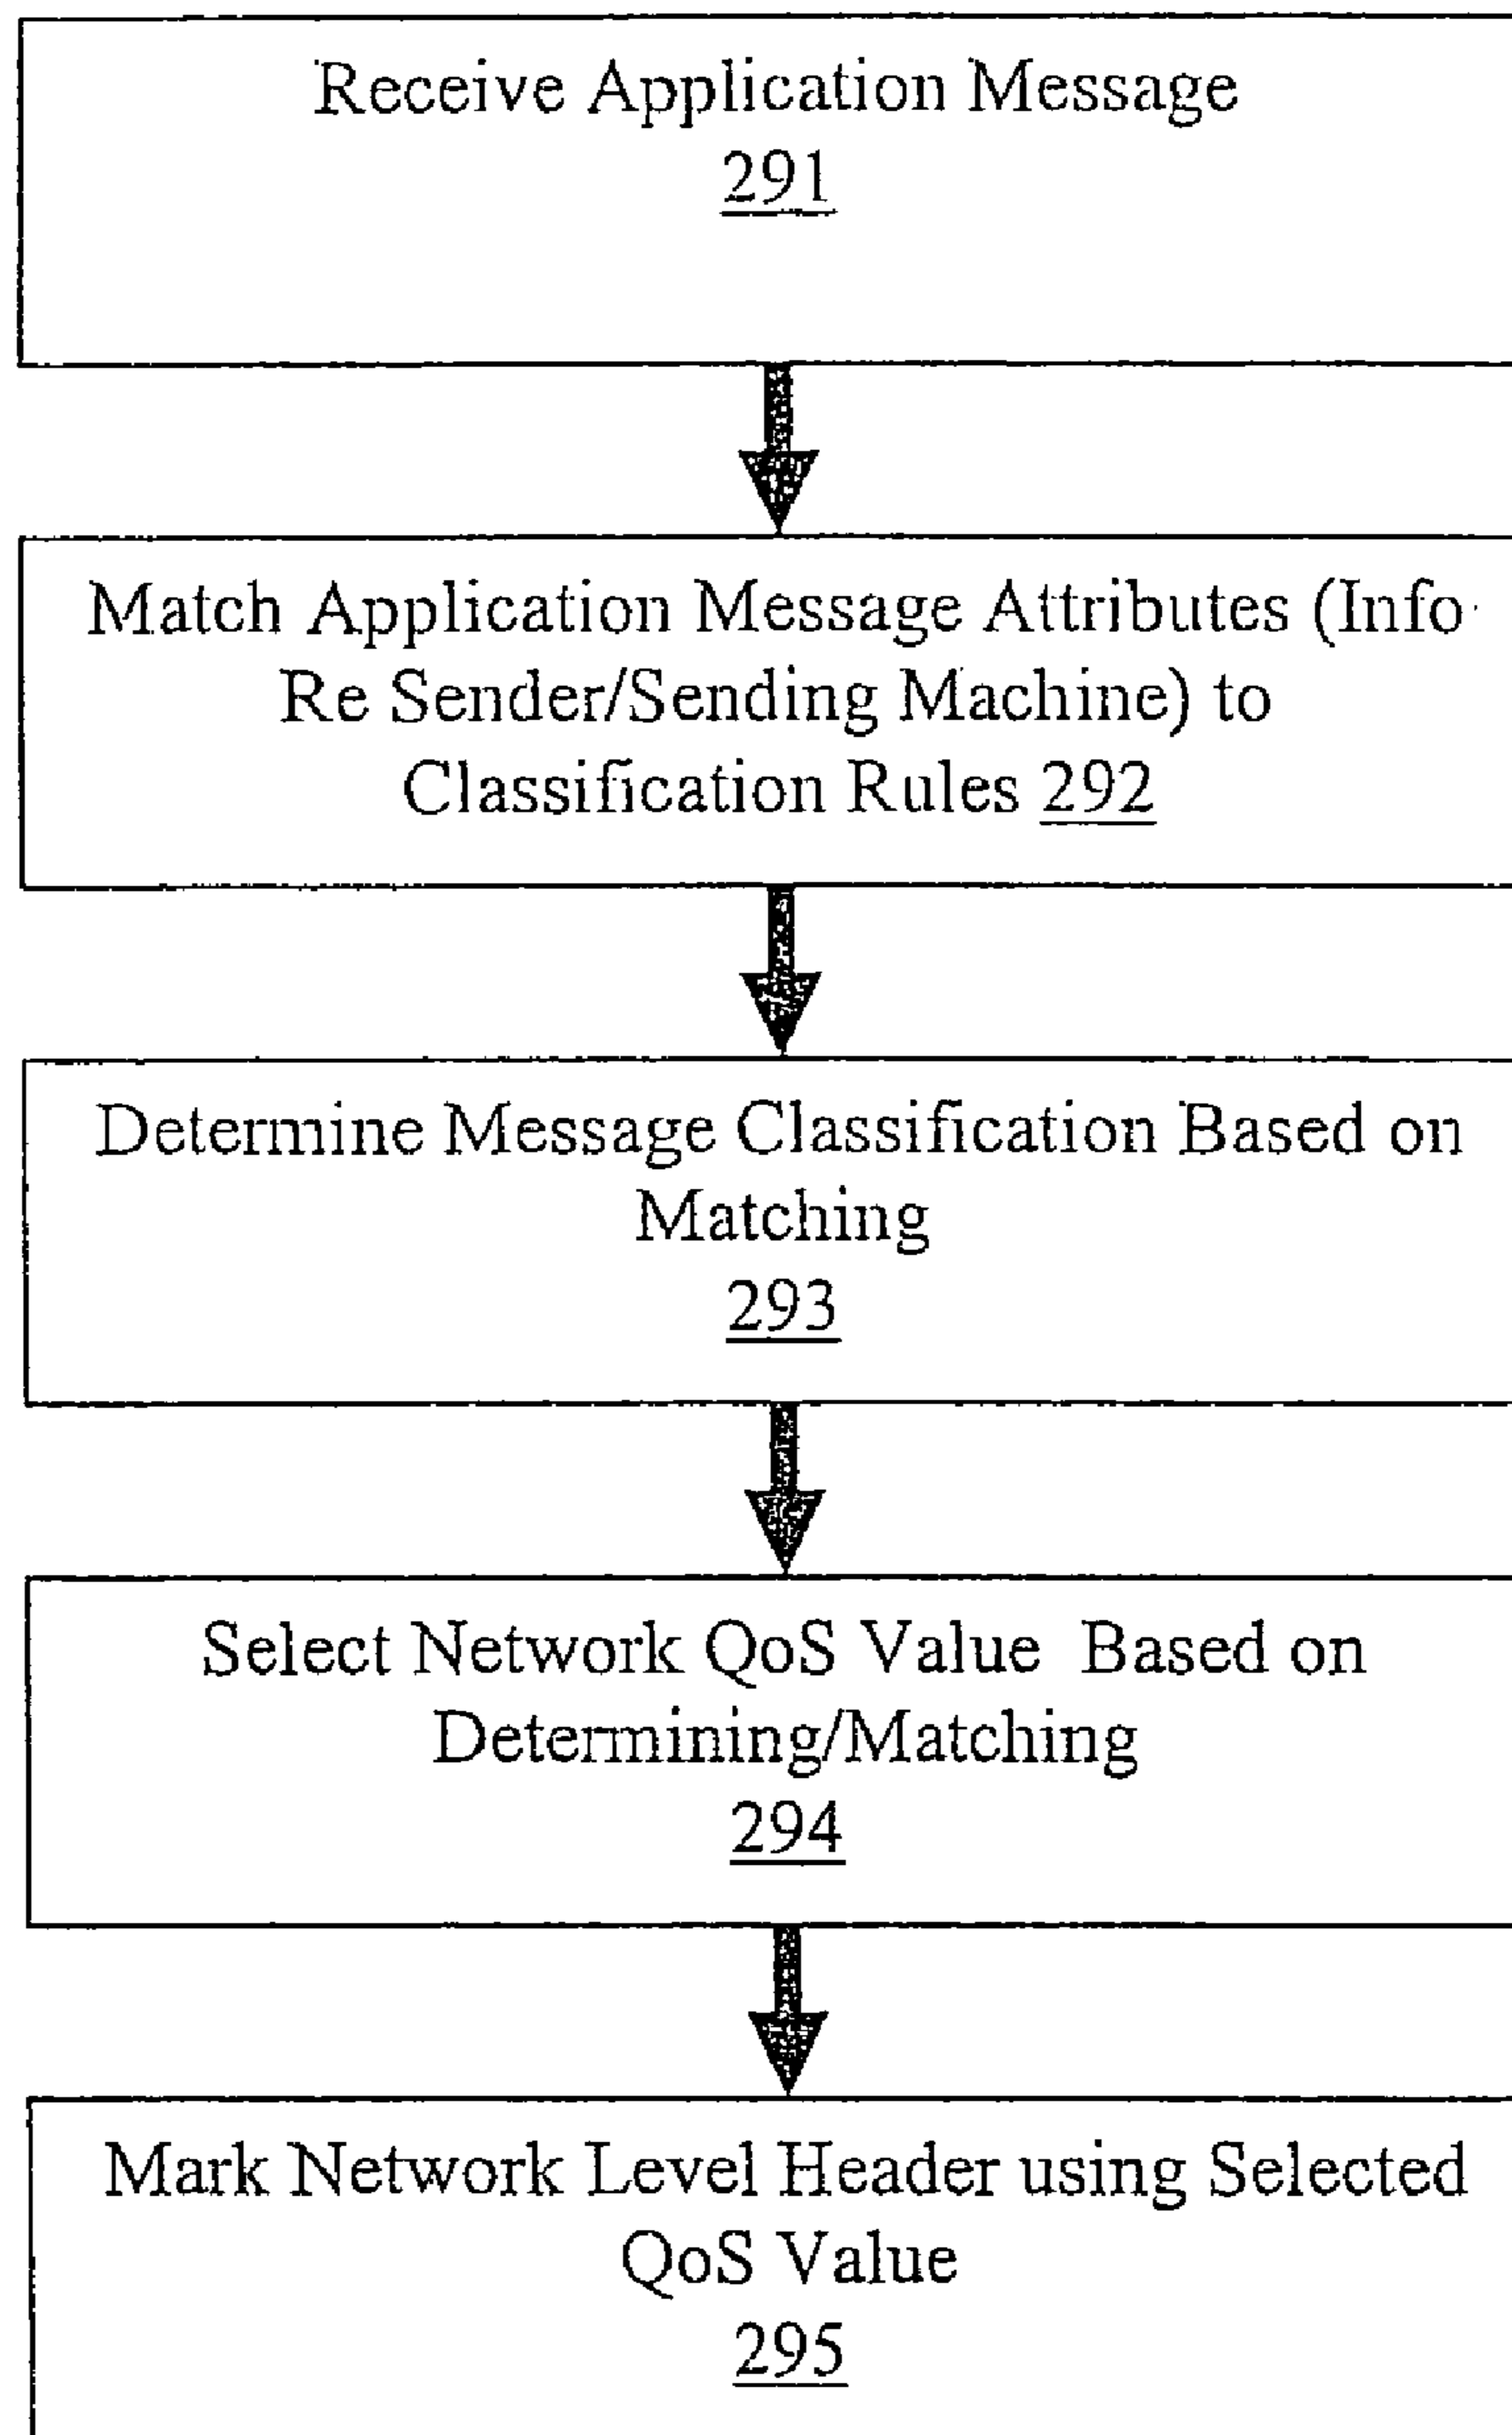 Receive Application Message
291
Match Application Message Attributes (Info
Re Sender/Sending Machine) to
Classification Rules 292
Determine Message Classification Based on
Matching
293
Select Network QoS Value Based on
Determining/Matching
294
Mark Network Level Header using Selected
QoS Value
295